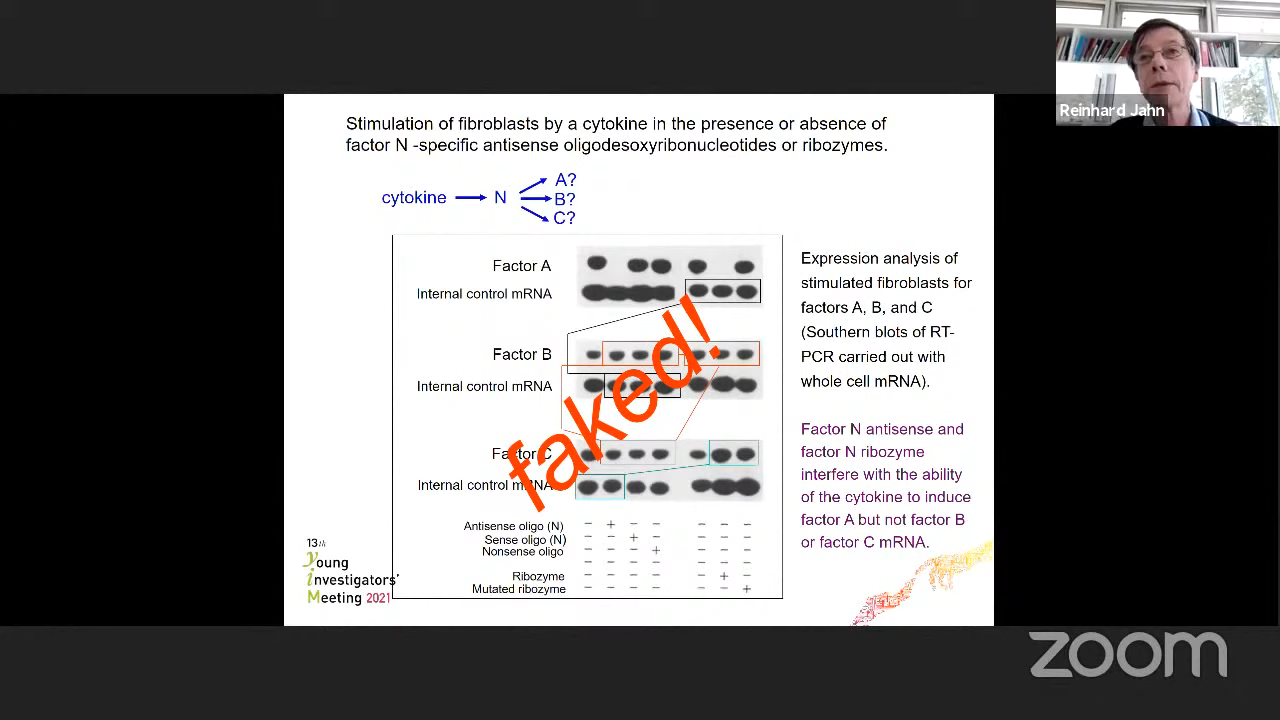 Reinhard Jahn
Stimulation of fibroblasts by a cytokine in the presence or absence of
factor N -specific antisense oligodesoxyribonucleotides or ribozymes.
cytokine
N
A?
B?
C?
Factor A
Internal control mRNA
Factor B
Internal control mRNA
Factor C
Internal control mRNA
faked!
Antisense oligo (N) − + − − − − −
Sense oligo (N) − − + − − − −
Nonsense oligo − − − + − − −
− − − − − − −
Ribozyme − − − − − + −
Mutated ribozyme − − − − − − +
Expression analysis of
stimulated fibroblasts for
factors A, B, and C
(Southern blots of RT-
PCR carried out with
whole cell mRNA).
Factor N antisense and
factor N ribozyme
interfere with the ability
of the cytokine to induce
factor A but not factor B
or factor C mRNA.
13th
Young
Investigators'
Meeting 2021
zoom